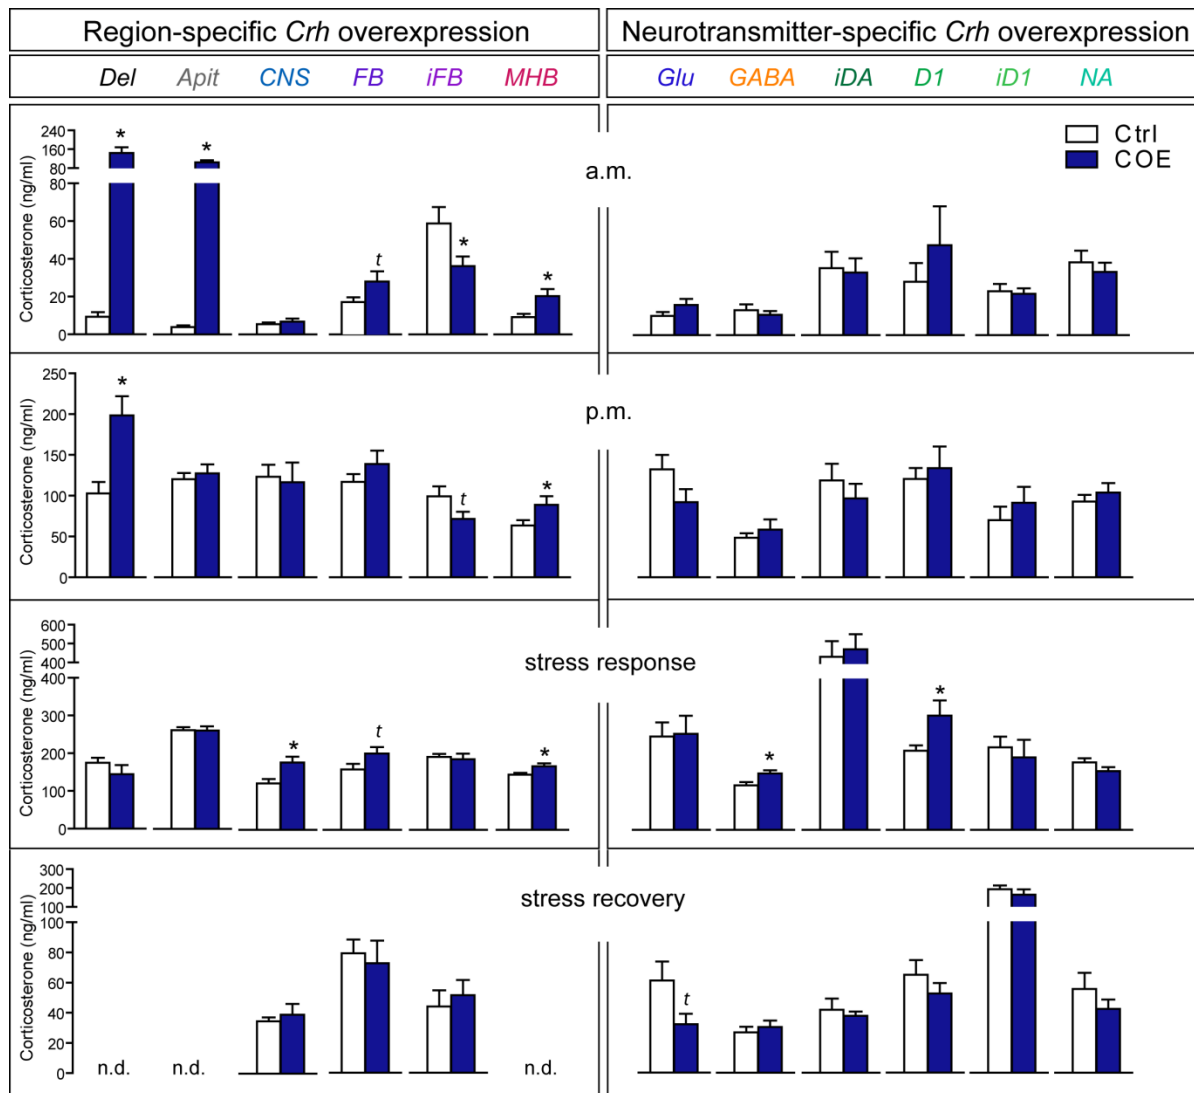 Region-specific Crh overexpression
Neurotransmitter-specific Crh overexpression
Del Apit CNS FB iFB MHB
Glu GABA iDA D1 iD1 NA
a.m.
Ctrl
COE
Corticosterone (ng/ml)
240
160
80
80
60
40
20
0
*
*
t
*
*
p.m.
Corticosterone (ng/ml)
250
200
150
100
50
0
*
t
*
stress response
Corticosterone (ng/ml)
600
500
400
400
300
200
100
0
*
t
*
*
*
stress recovery
Corticosterone (ng/ml)
300
200
100
100
80
60
40
20
0
n.d.
n.d.
n.d.
t